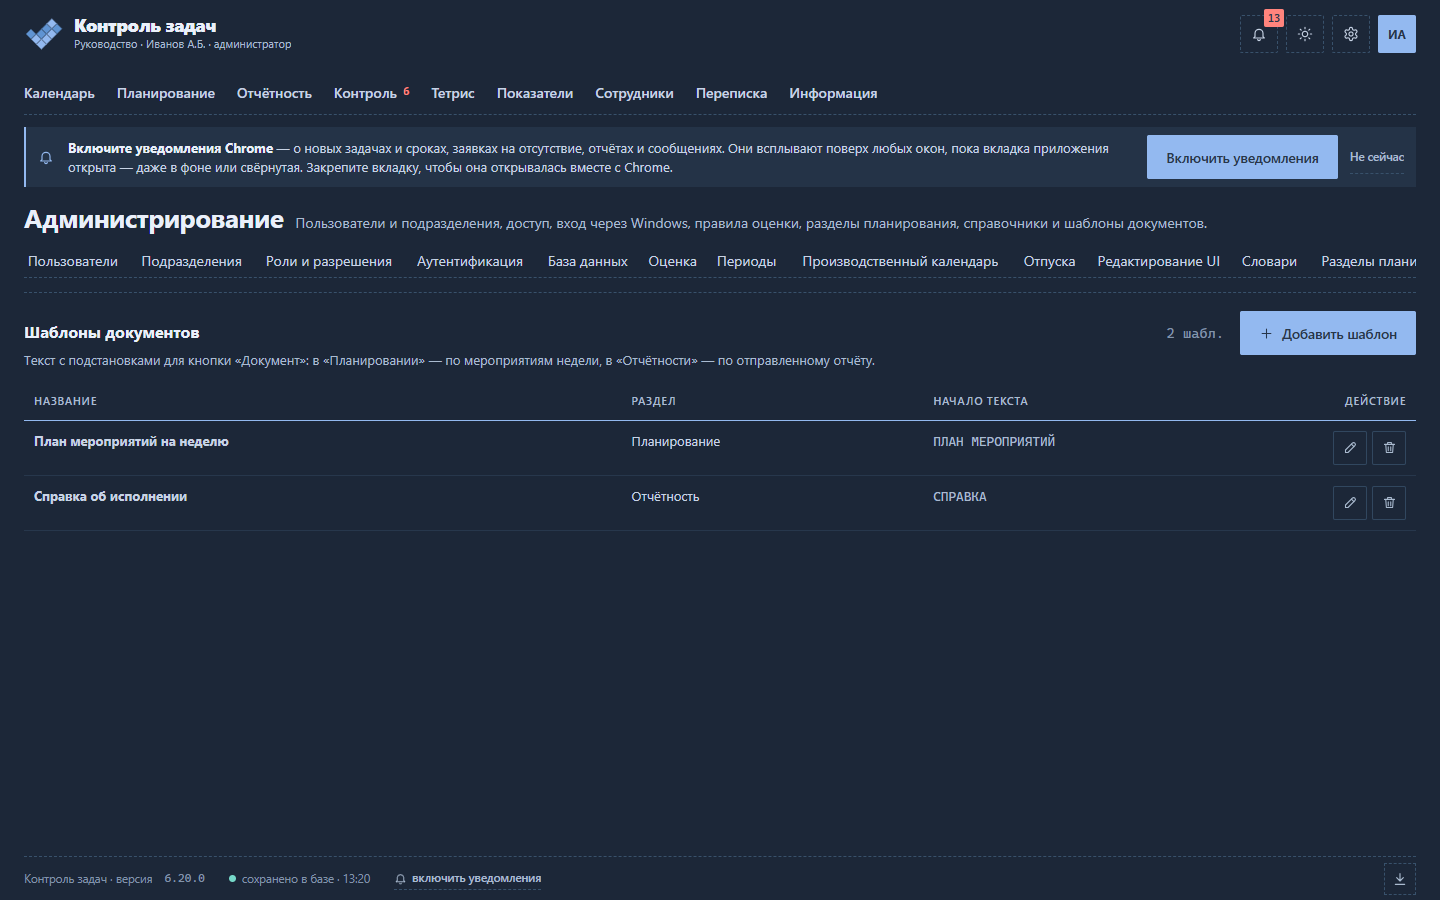 Контроль задач
Руководство · Иванов А.Б. · администратор
13
ИА
Календарь Планирование Отчётность Контроль 6 Тетрис Показатели Сотрудники Переписка Информация
Включите уведомления Chrome — о новых задачах и сроках, заявках на отсутствие, отчётах и сообщениях. Они всплывают поверх любых окон, пока вкладка приложения
открыта — даже в фоне или свёрнутая. Закрепите вкладку, чтобы она открывалась вместе с Chrome.
Включить уведомления
Не сейчас
Администрирование Пользователи и подразделения, доступ, вход через Windows, правила оценки, разделы планирования, справочники и шаблоны документов.
Пользователи Подразделения Роли и разрешения Аутентификация База данных Оценка Периоды Производственный календарь Отпуска Редактирование UI Словари Разделы плани
Шаблоны документов
2 шабл.
+ Добавить шаблон
Текст с подстановками для кнопки «Документ»: в «Планировании» — по мероприятиям недели, в «Отчётности» — по отправленному отчёту.
НАЗВАНИЕ РАЗДЕЛ НАЧАЛО ТЕКСТА ДЕЙСТВИЕ
План мероприятий на неделю Планирование ПЛАН МЕРОПРИЯТИЙ
Справка об исполнении Отчётность СПРАВКА
Контроль задач · версия 6.20.0 сохранено в базе · 13:20 включить уведомления